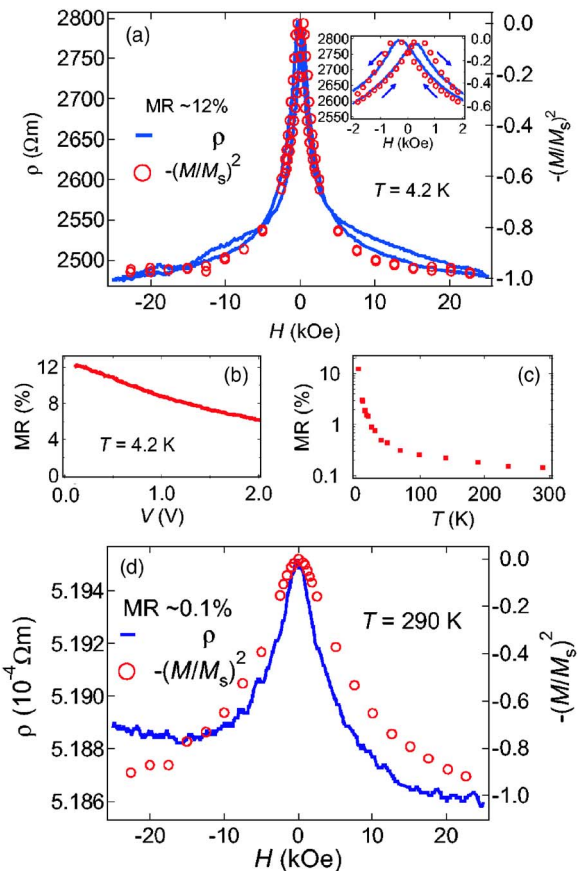 (a)
MR ~12%
ρ
-(M/Mₛ)²
T = 4.2 K
ρ (Ωm)
2800
2750
2700
2650
2600
2550
2500
0.0
-0.2
-0.4
-0.6
-0.8
-1.0
-(M/Mₛ)²
-20 -10 0 10 20
H (kOe)
2800
2750
2700
2650
2600
2550
0.0
-0.2
-0.4
-0.6
-2 -1 0 1 2
H (kOe)
(b)
MR (%)
12
8
4
0
T = 4.2 K
0.0 1.0 2.0
V (V)
(c)
MR (%)
10
1
0.1
0 100 200 300
T (K)
(d)
MR ~0.1%
ρ
-(M/Mₛ)²
T = 290 K
ρ (10⁻⁴ Ωm)
5.194
5.192
5.190
5.188
5.186
0.0
-0.2
-0.4
-0.6
-0.8
-1.0
-(M/Mₛ)²
-20 -10 0 10 20
H (kOe)